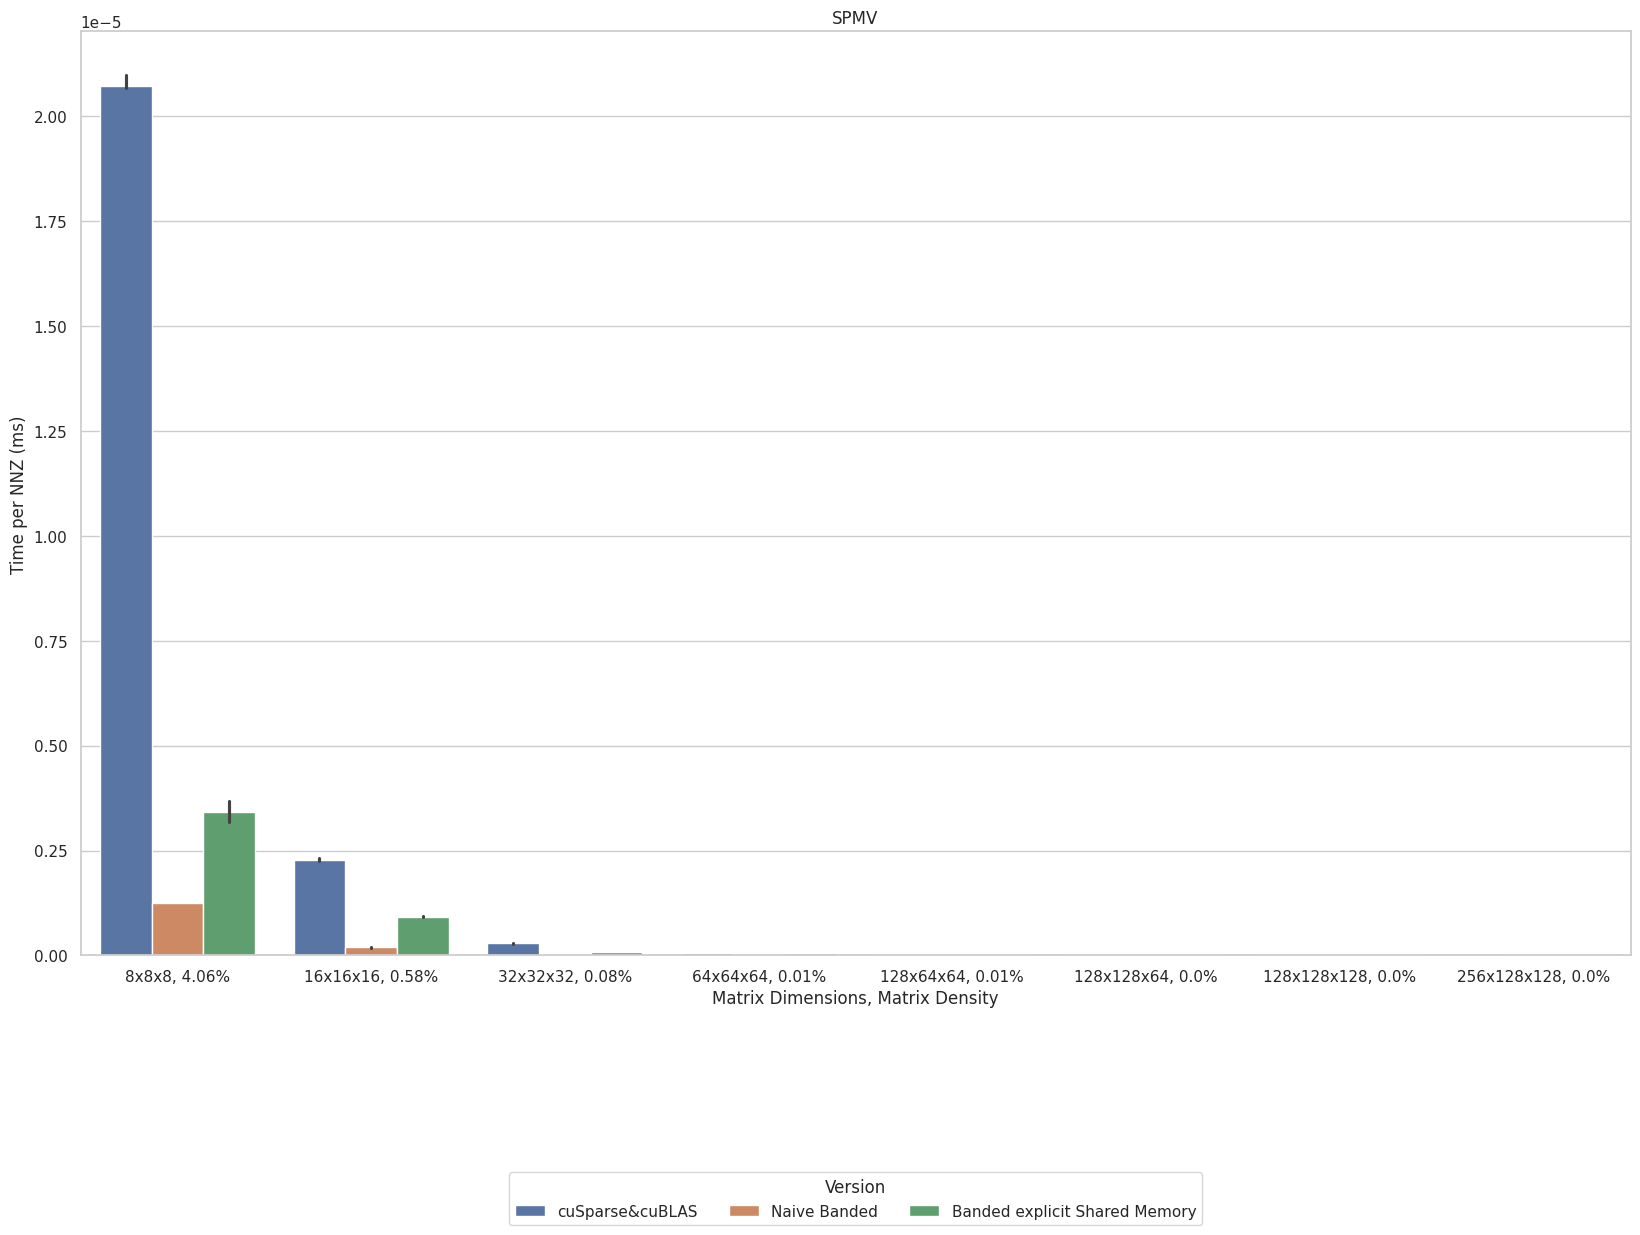 SPMV
1e−5
2.00
1.75
1.50
1.25
1.00
0.75
0.50
0.25
0.00
Time per NNZ (ms)
8x8x8, 4.06% 16x16x16, 0.58% 32x32x32, 0.08% 64x64x64, 0.01% 128x64x64, 0.01% 128x128x64, 0.0% 128x128x128, 0.0% 256x128x128, 0.0%
Matrix Dimensions, Matrix Density
Version
cuSparse&cuBLAS Naive Banded Banded explicit Shared Memory